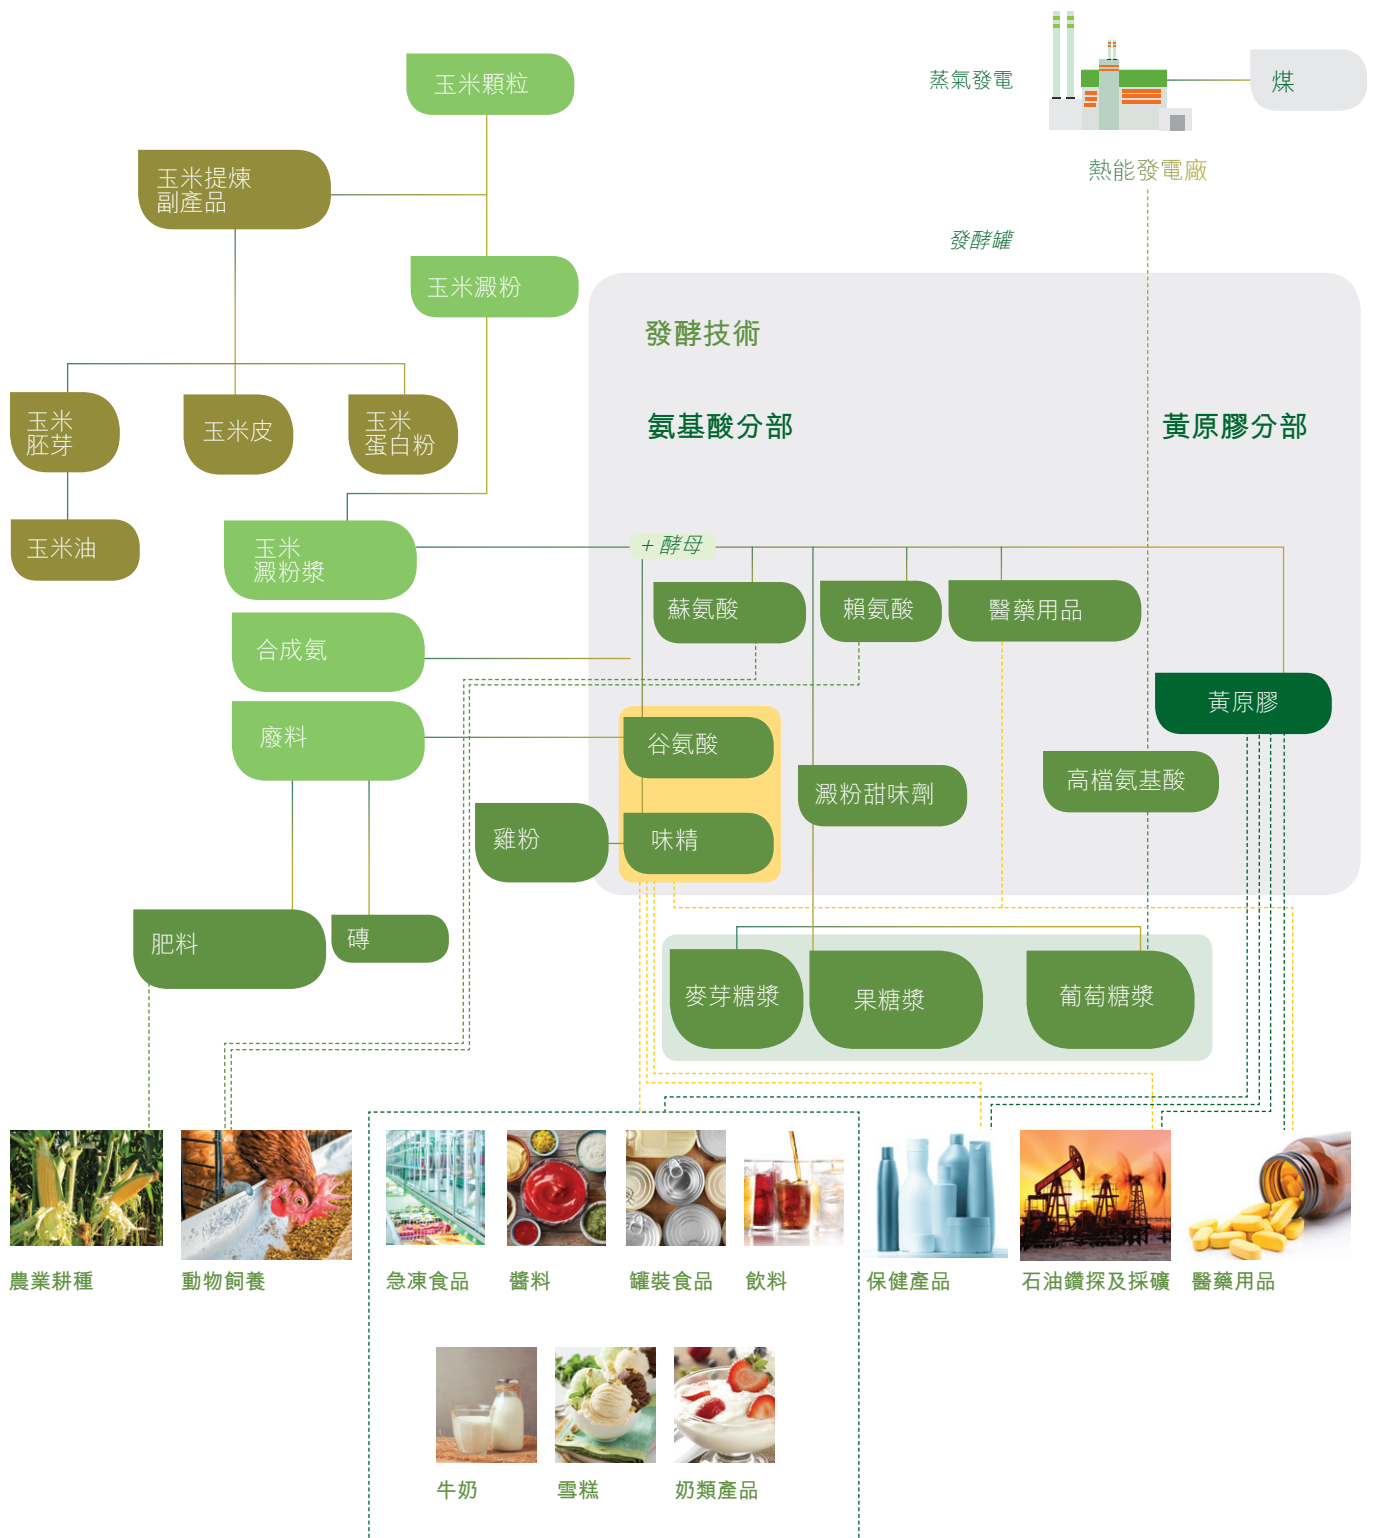 玉米顆粒
蒸氣發電
煤
玉米提煉
副產品
熱能發電廠
發酵罐
玉米澱粉
發酵技術
氨基酸分部
黃原膠分部
玉米
胚芽
玉米皮
玉米
蛋白粉
玉米油
玉米
澱粉漿
+ 酵母
蘇氨酸
賴氨酸
醫藥用品
合成氨
黃原膠
廢料
谷氨酸
澱粉甜味劑
高檔氨基酸
雞粉
味精
肥料
磚
麥芽糖漿
果糖漿
葡萄糖漿
農業耕種
動物飼養
急凍食品
醬料
罐裝食品
飲料
保健產品
石油鑽探及採礦
醫藥用品
牛奶
雪糕
奶類產品